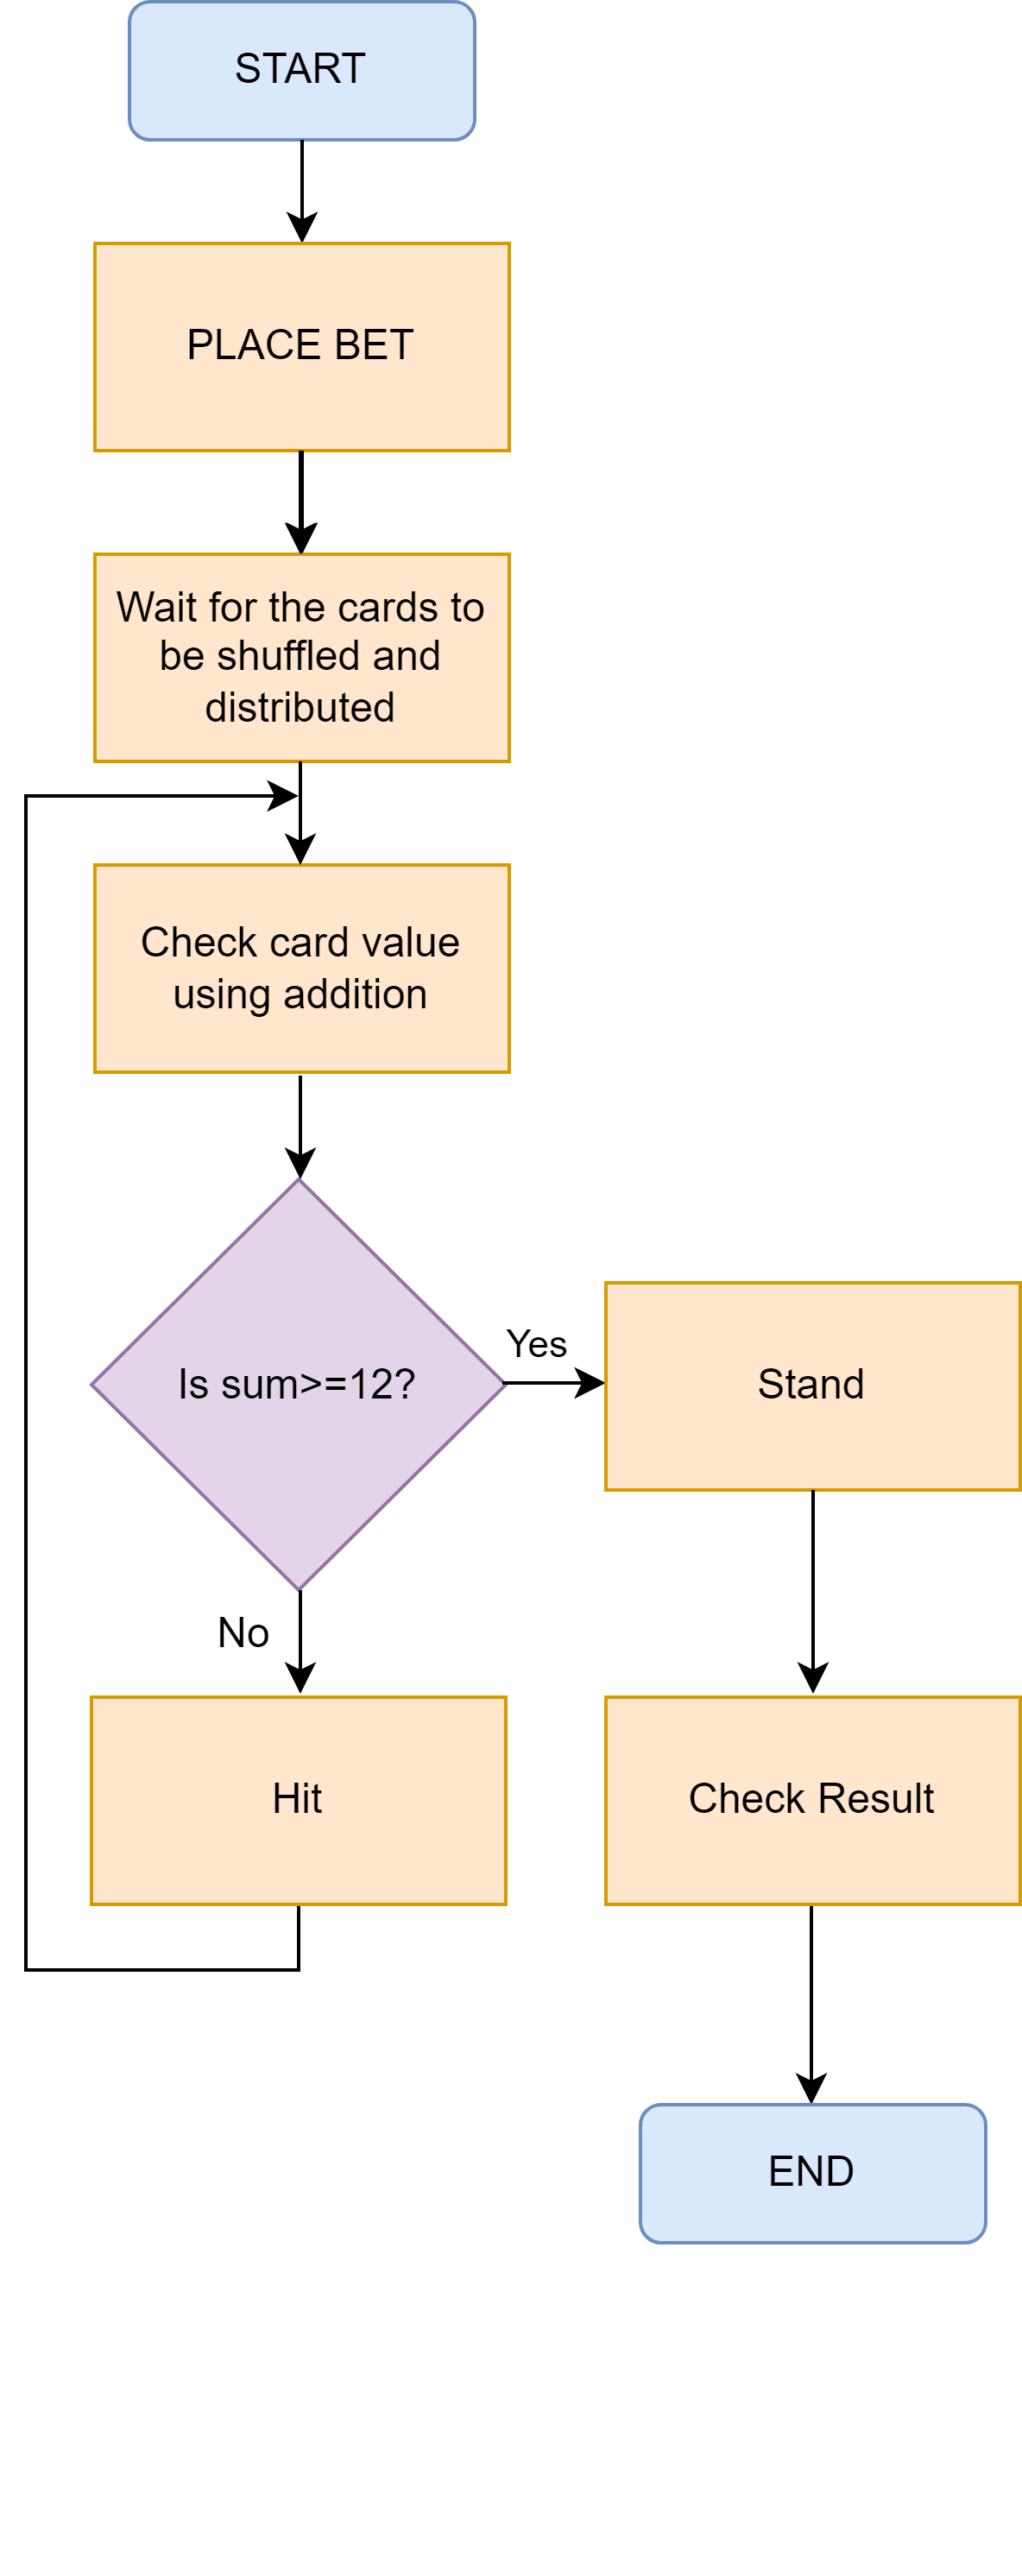 START
PLACE BET
Wait for the cards to
be shuffled and
distributed
Check card value
using addition
Is sum>=12?
Yes
Stand
No
Hit
Check Result
END